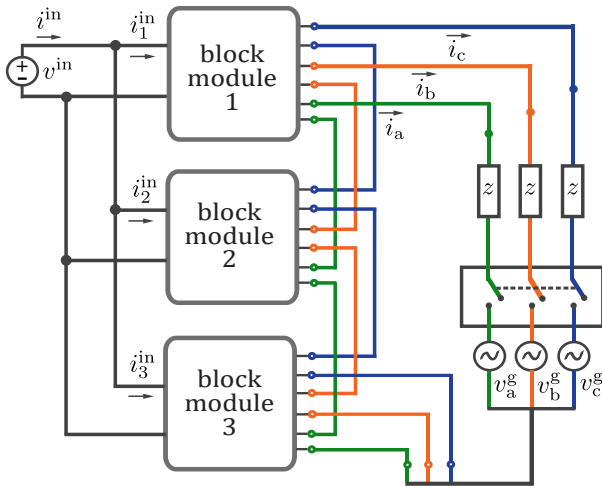 i^in
v^in
i_1^in
block
module
1
i_c
i_b
i_a
i_2^in
block
module
2
z z z
i_3^in
block
module
3
v_a^g v_b^g v_c^g